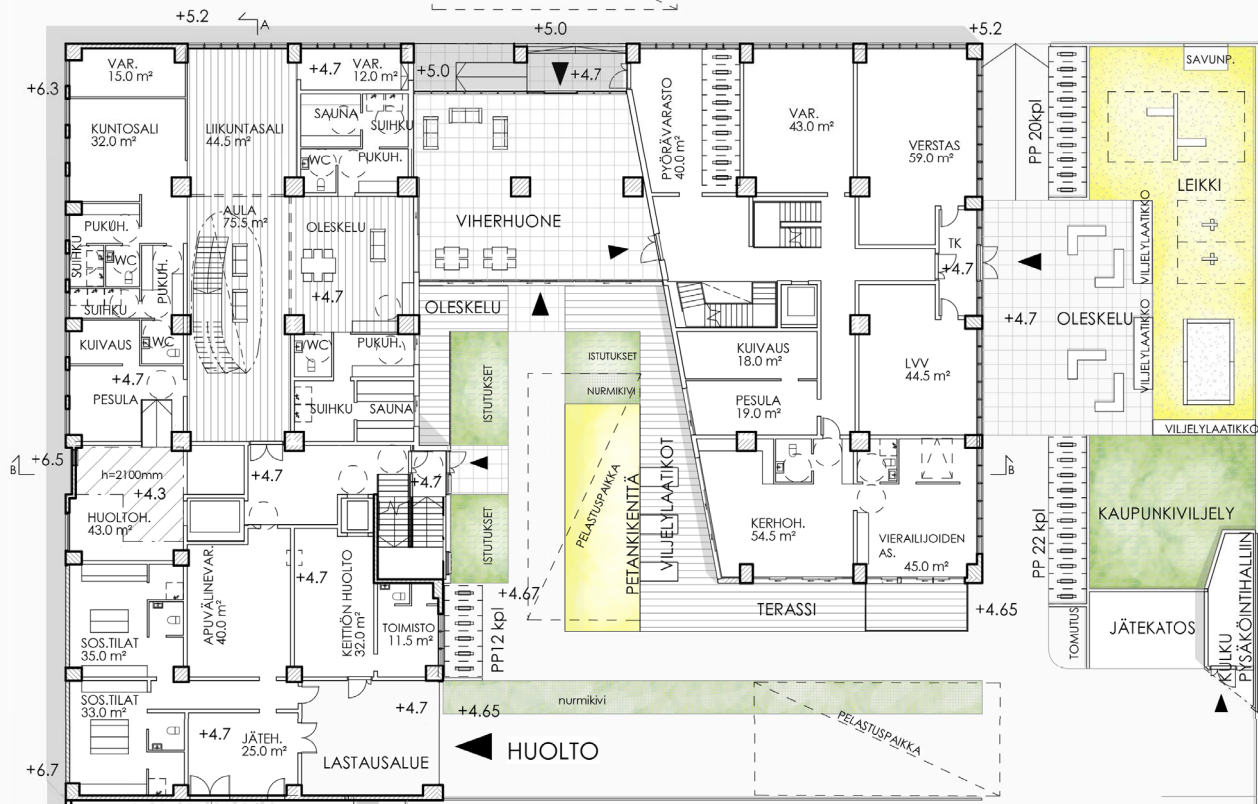 +5.2
A
+5.0
+5.2
+6.3
VAR.
15.0 m²
+4.7
VAR.
12.0 m²
+5.0
+4.7
SAVUNP.
KUNTOSALI
32.0 m²
LIIKUNTASALI
44.5 m²
SAUNA
SUIHKU
WC
PUKUH.
PYÖRÄVARASTO
40.0 m²
VAR.
43.0 m²
VERSTAS
59.0 m²
PP 20kpl
LEIKKI
AULA
75.5 m²
OLESKELU
+4.7
VIHERHUONE
PUKUH.
SUIHKU
WC
PUKUH.
SUIHKU
TK
+4.7
VILJELYLAATIKKO
+4.7
OLESKELU
VILJELYLAATIKKO
VILJELYLAATIKKO
OLESKELU
KUIVAUS
WC
+4.7
PESULA
WC
PUKUH.
SUIHKU
SAUNA
ISTUTUKSET
ISTUTUKSET
NURMIKIVI
KUIVAUS
18.0 m²
PESULA
19.0 m²
LVV
44.5 m²
B
+6.5
h=2100mm
+4.3
HUOLTOH.
43.0 m²
+4.7
+4.7
ISTUTUKSET
PELASTUSPAIKKA
PETANKIKENTTÄ
VILJELYLAATIKOT
KERHOH.
54.5 m²
VIERAILIJOIDEN
AS.
45.0 m²
B
PP 22 kpl
KAUPUNKIVILJELY
APUVÄLINEVAR.
40.0 m²
+4.7
KEITTIÖN HUOLTO
32.0 m²
TOIMISTO
11.5 m²
+4.67
PP12 kpl
TERASSI
+4.65
TOMUTUS
JÄTEKATOS
KULKU
PYSÄKÖINTIHALLIIN
SOS.TILAT
35.0 m²
SOS.TILAT
33.0 m²
+4.7
JÄTEH.
25.0 m²
+4.7
+4.65
nurmikivi
PELASTUSPAIKKA
LASTAUSALUE
HUOLTO
+6.7